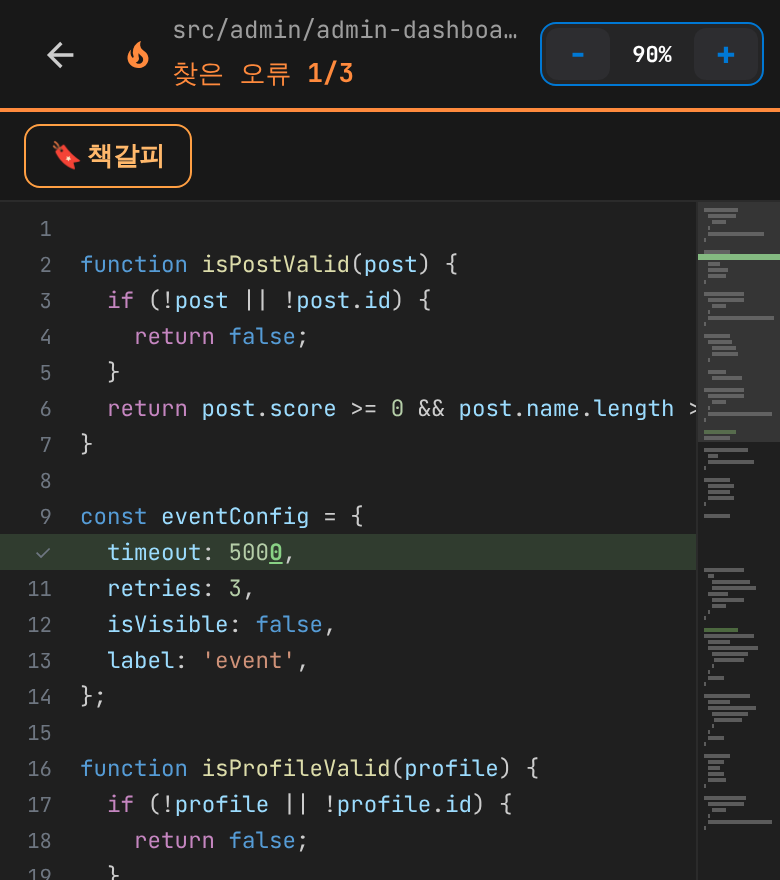 src/admin/admin-dashboa…
찾은 오류 1/3
- 90% +
🔖 책갈피
1
2 function isPostValid(post) {
3   if (!post || !post.id) {
4     return false;
5   }
6   return post.score >= 0 && post.name.length >
7 }
8
9 const eventConfig = {
✓   timeout: 5000,
11   retries: 3,
12   isVisible: false,
13   label: 'event',
14 };
15
16 function isProfileValid(profile) {
17   if (!profile || !profile.id) {
18     return false;
19   }